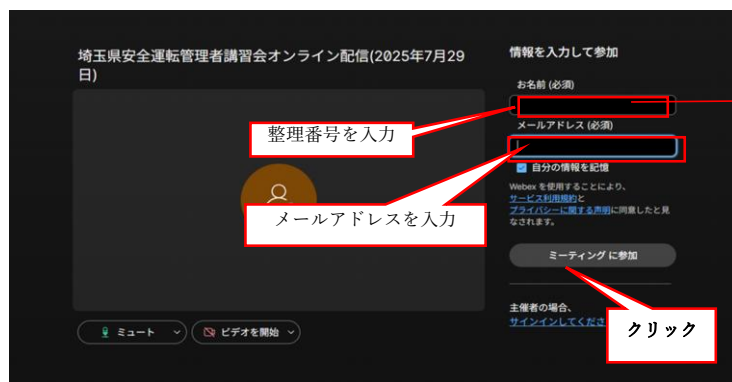 埼玉県安全運転管理者講習会オンライン配信(2025年7月29
日)
情報を入力して参加
お名前 (必須)
整理番号を入力
メールアドレス (必須)
メールアドレスを入力
自分の情報を記憶
Webex を使用することにより、
サービス利用規約と
プライバシーに関する声明に同意したと見
なされます。
ミーティング に参加
主催者の場合、
サインインしてくださ
クリック
ミュート
ビデオを開始